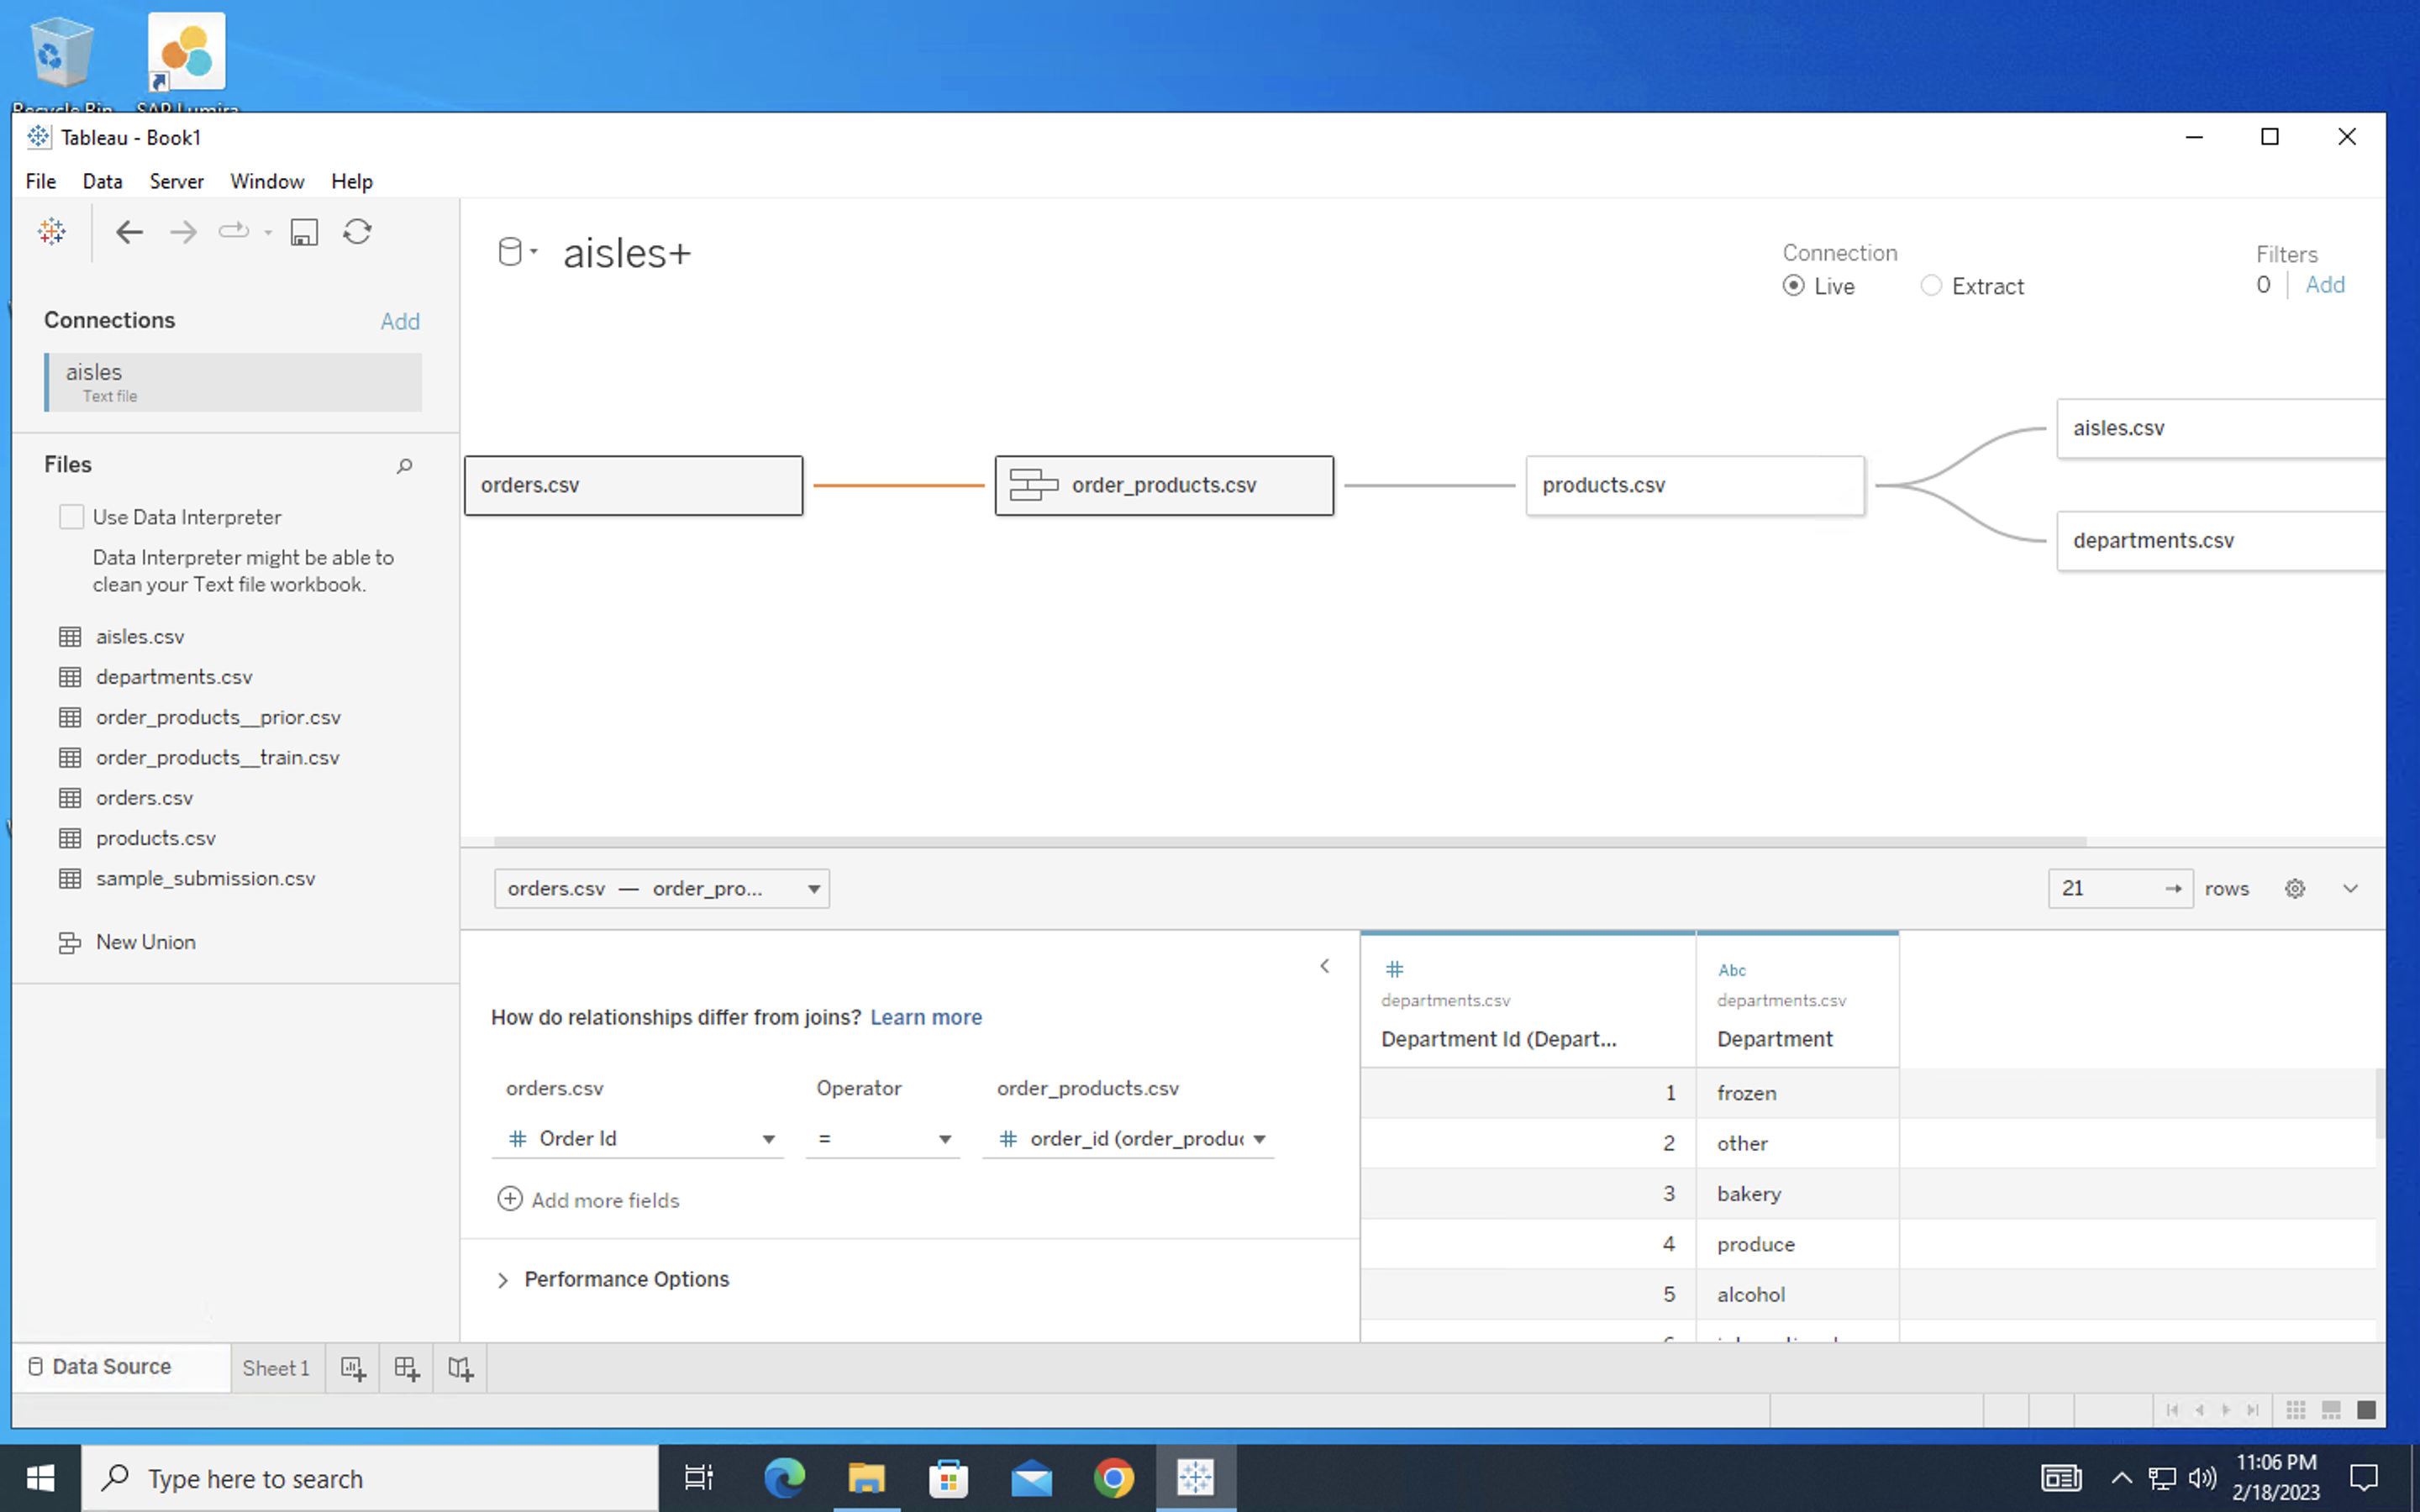 Recycle Bin
SAP Lumira
Tableau - Book1
File Data Server Window Help
aisles+
Connection
Live Extract
Filters
0 Add
Connections Add
aisles
Text file
Files
Use Data Interpreter
Data Interpreter might be able to
clean your Text file workbook.
aisles.csv
departments.csv
order_products__prior.csv
order_products__train.csv
orders.csv
products.csv
sample_submission.csv
New Union
orders.csv
order_products.csv
products.csv
aisles.csv
departments.csv
orders.csv — order_pro...
21 rows
How do relationships differ from joins? Learn more
orders.csv Operator order_products.csv
# Order Id = # order_id (order_produc
Add more fields
Performance Options
# Abc
departments.csv departments.csv
Department Id (Depart... Department
1 frozen
2 other
3 bakery
4 produce
5 alcohol
Data Source Sheet 1
Type here to search
11:06 PM
2/18/2023